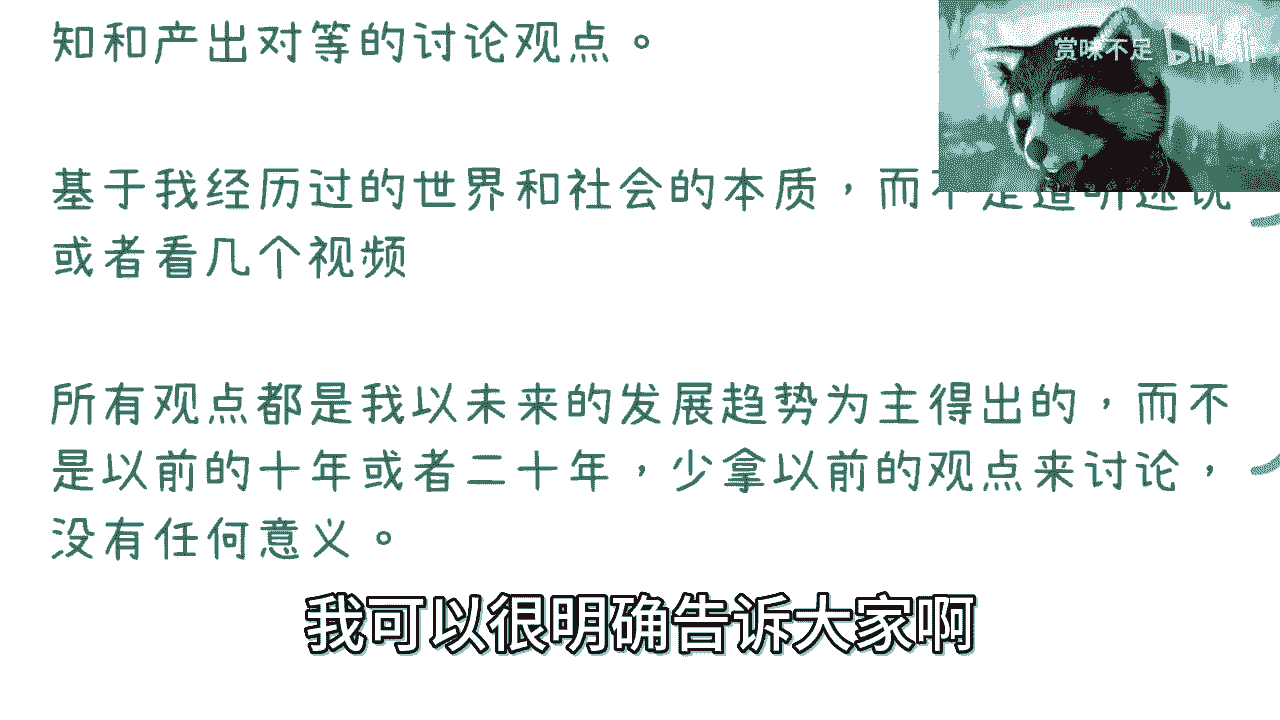 知和产出对等的讨论观点。
赏味不足 bilibili
基于我经历过的世界和社会的本质，而不是道听途说
或者看几个视频
所有观点都是我以未来的发展趋势为主得出的，而不
是以前的十年或者二十年，少拿以前的观点来讨论，
没有任何意义。
我可以很明确告诉大家啊